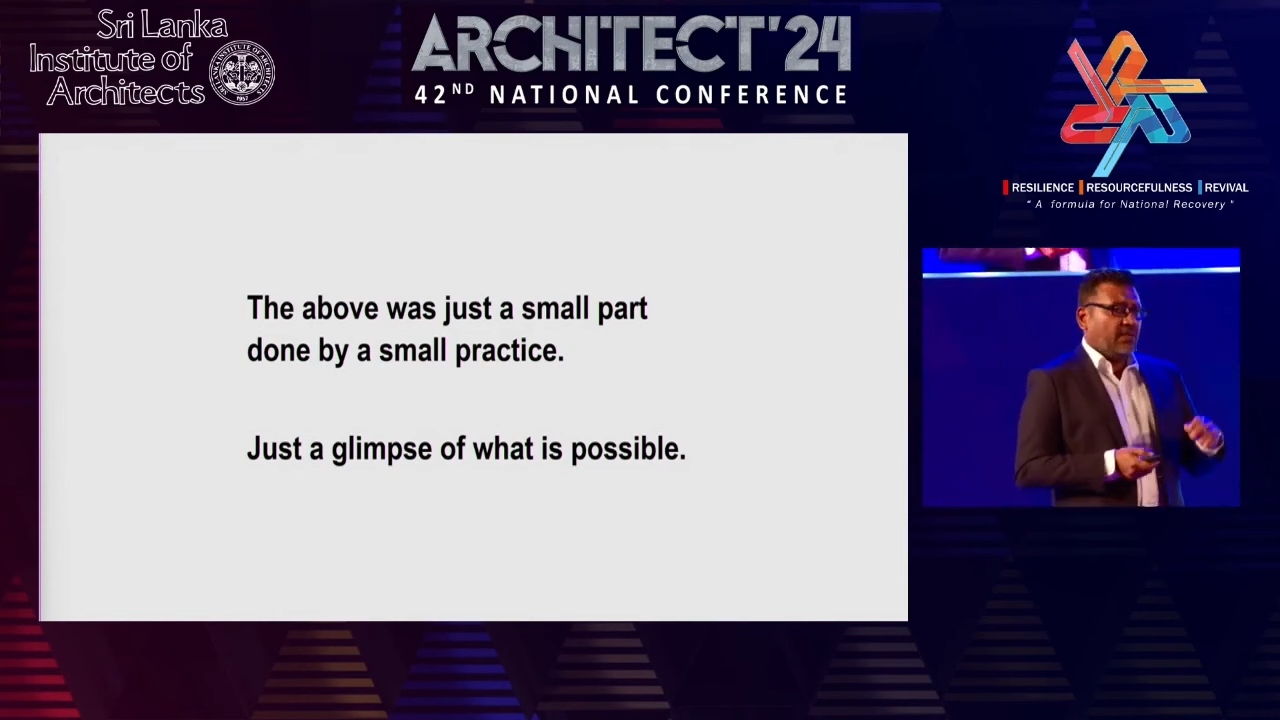 Sri Lanka
Institute of
Architects
1957
ARCHITECT'24
42ND NATIONAL CONFERENCE
RESILIENCE RESOURCEFULNESS REVIVAL
" A formula for National Recovery "
The above was just a small part
done by a small practice.
Just a glimpse of what is possible.